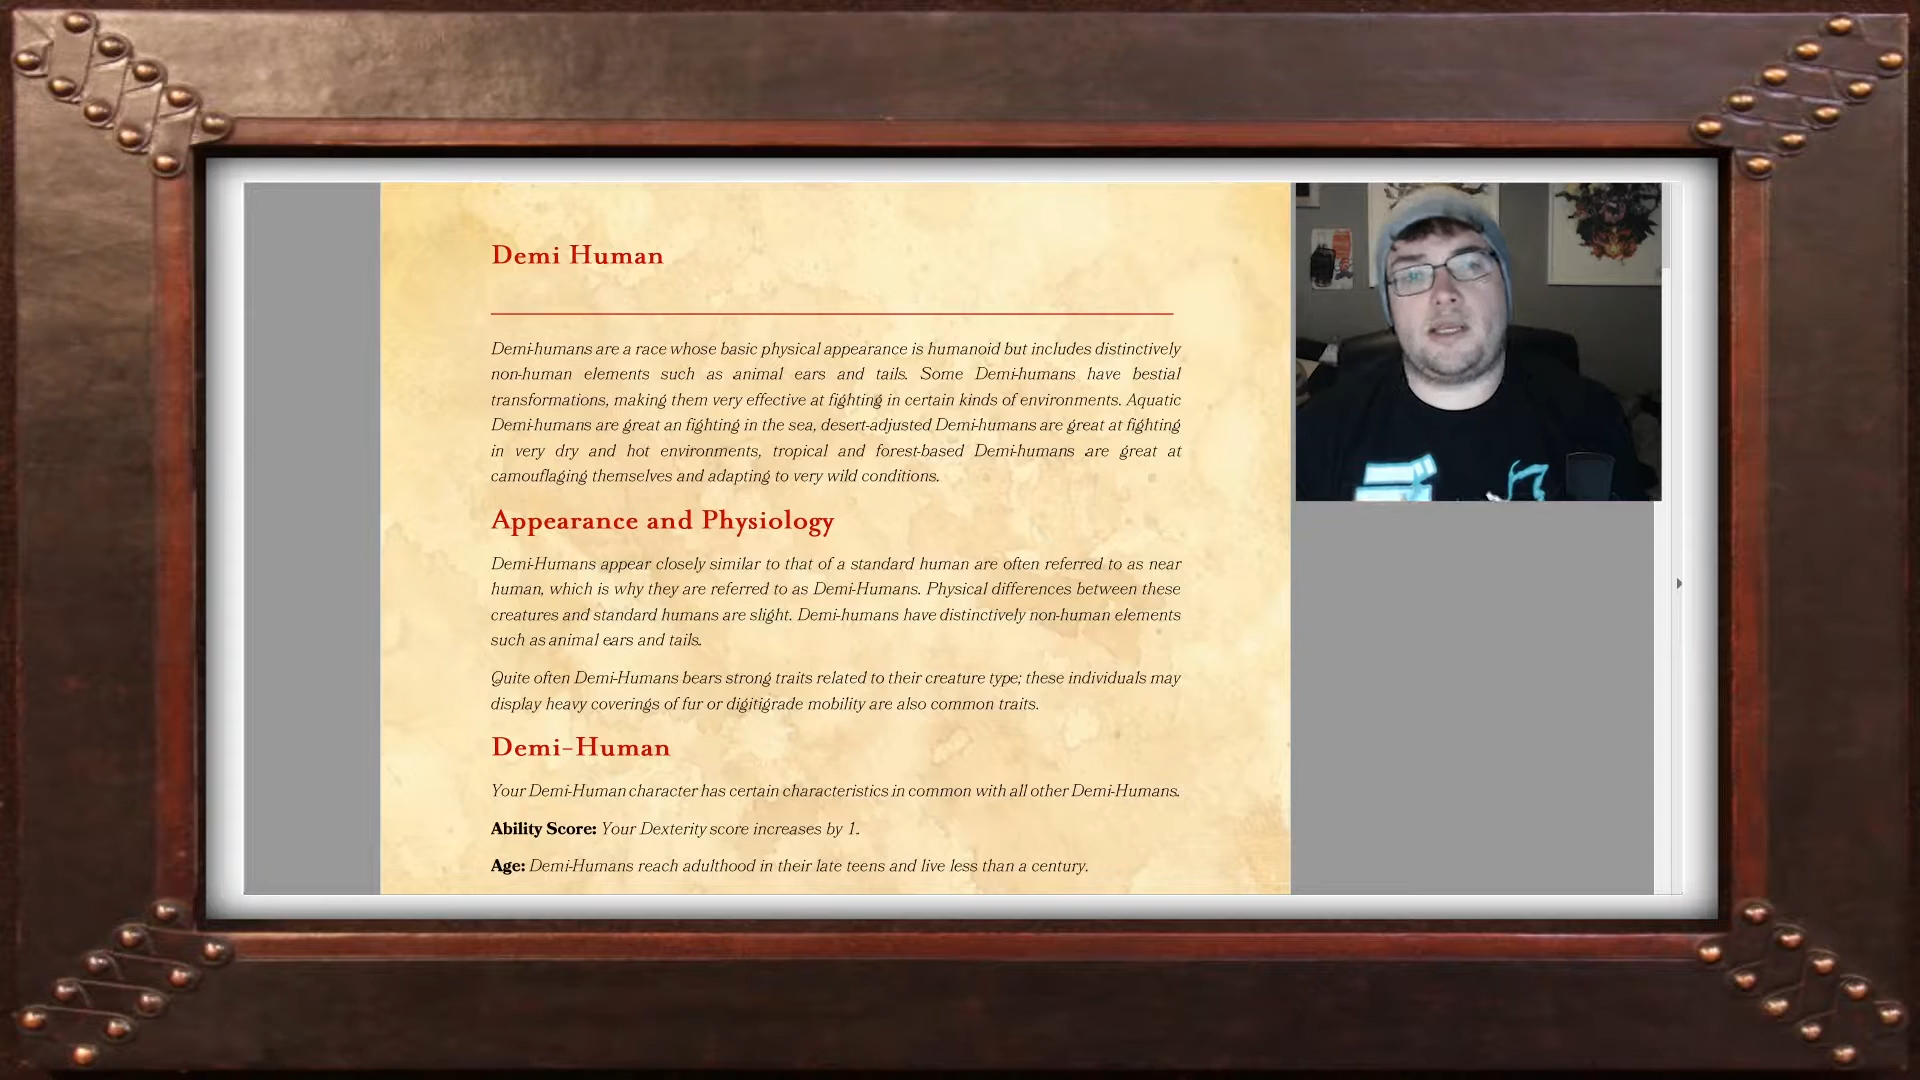 Demi Human
Demi-humans are a race whose basic physical appearance is humanoid but includes distinctively
non-human elements such as animal ears and tails. Some Demi-humans have bestial
transformations, making them very effective at fighting in certain kinds of environments. Aquatic
Demi-humans are great an fighting in the sea, desert-adjusted Demi-humans are great at fighting
in very dry and hot environments, tropical and forest-based Demi-humans are great at
camouflaging themselves and adapting to very wild conditions.
Appearance and Physiology
Demi-Humans appear closely similar to that of a standard human are often referred to as near
human, which is why they are referred to as Demi-Humans. Physical differences between these
creatures and standard humans are slight. Demi-humans have distinctively non-human elements
such as animal ears and tails.
Quite often Demi-Humans bears strong traits related to their creature type; these individuals may
display heavy coverings of fur or digitigrade mobility are also common traits.
Demi-Human
Your Demi-Human character has certain characteristics in common with all other Demi-Humans.
Ability Score: Your Dexterity score increases by 1.
Age: Demi-Humans reach adulthood in their late teens and live less than a century.